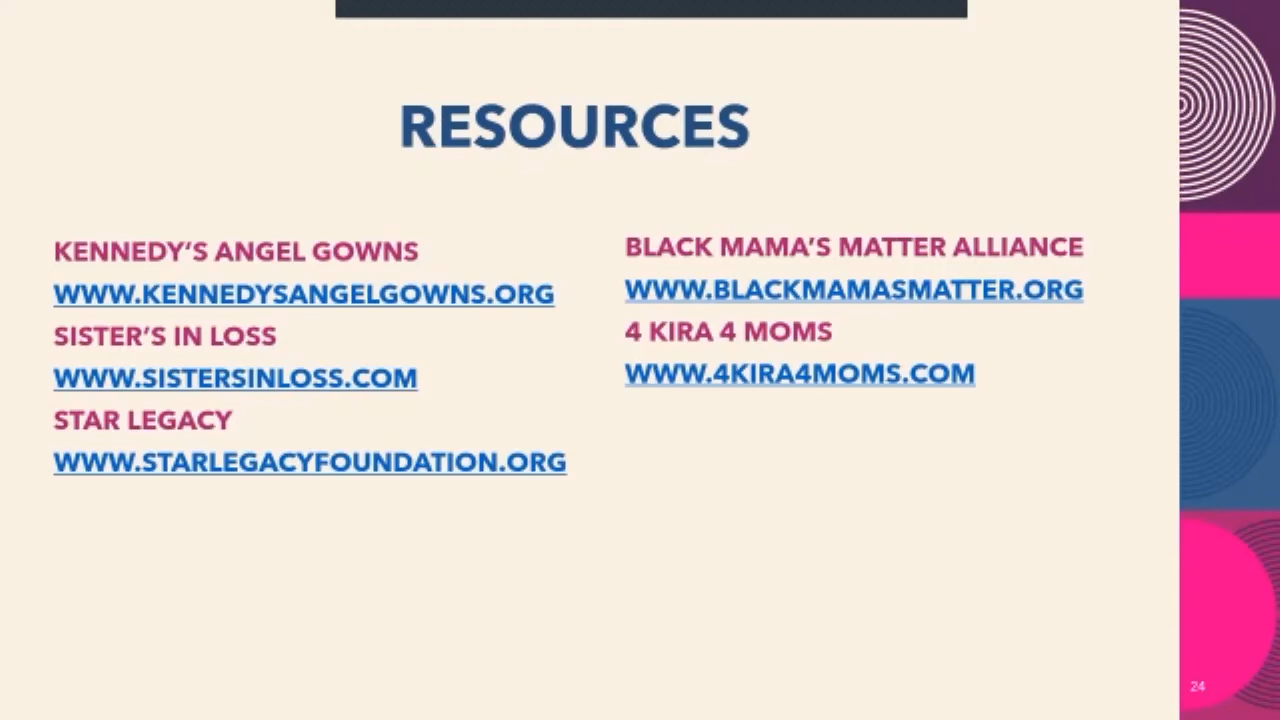 RESOURCES
KENNEDY’S ANGEL GOWNS
WWW.KENNEDYSANGELGOWNS.ORG
SISTER’S IN LOSS
WWW.SISTERSINLOSS.COM
STAR LEGACY
WWW.STARLEGACYFOUNDATION.ORG
BLACK MAMA’S MATTER ALLIANCE
WWW.BLACKMAMASMATTER.ORG
4 KIRA 4 MOMS
WWW.4KIRA4MOMS.COM
24